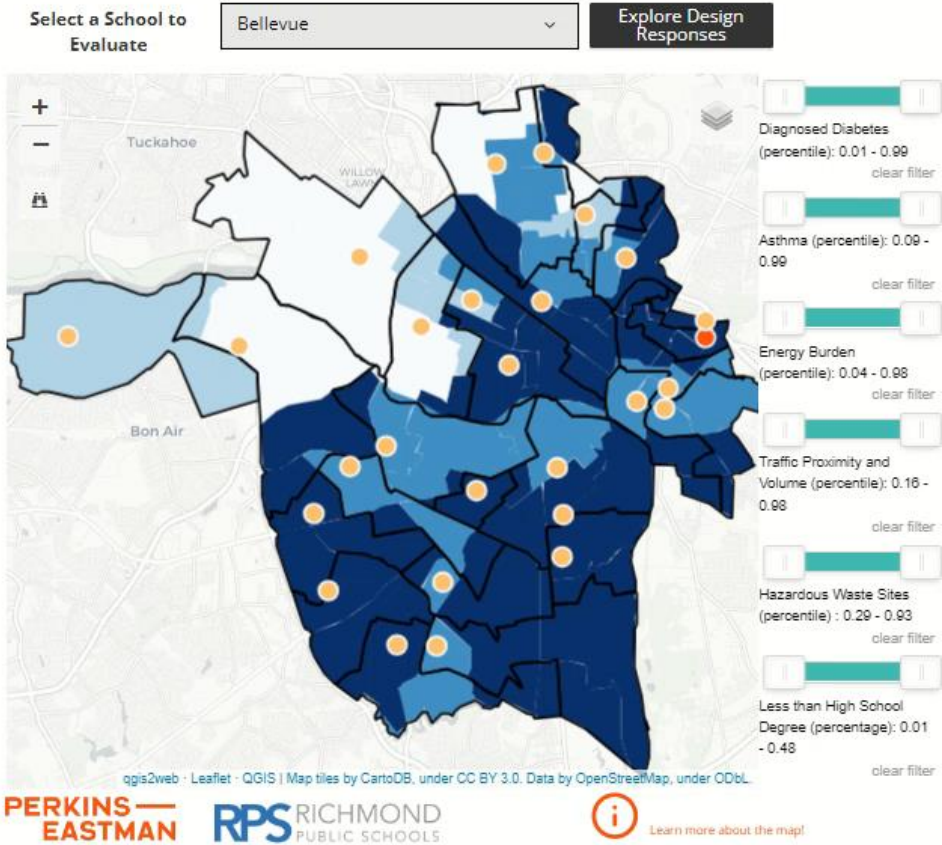 Select a School to
Evaluate
Bellevue
Explore Design
Responses
+
−
Tuckahoe
WILLOW
LAWN
Bon Air
Diagnosed Diabetes
(percentile): 0.01 - 0.99
clear filter
Asthma (percentile): 0.09 -
0.99
clear filter
Energy Burden
(percentile): 0.04 - 0.98
clear filter
Traffic Proximity and
Volume (percentile): 0.16 -
0.98
clear filter
Hazardous Waste Sites
(percentile) : 0.29 - 0.93
clear filter
Less than High School
Degree (percentage): 0.01
- 0.48
clear filter
qgis2web · Leaflet · QGIS | Map tiles by CartoDB, under CC BY 3.0. Data by OpenStreetMap, under ODbL.
PERKINS —
EASTMAN
RPS RICHMOND
PUBLIC SCHOOLS
i
Learn more about the map!